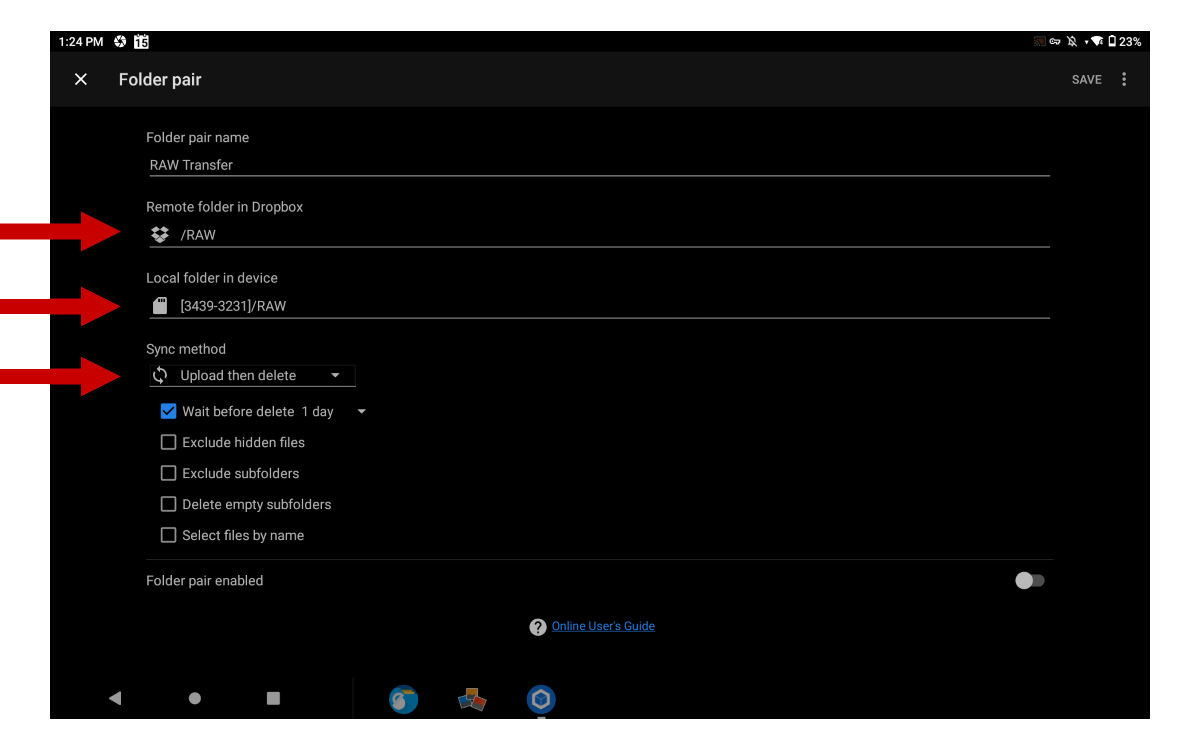 1:24 PM 15 23%
Folder pair SAVE
Folder pair name
RAW Transfer
Remote folder in Dropbox
/RAW
Local folder in device
[3439-3231]/RAW
Sync method
Upload then delete
Wait before delete 1 day
Exclude hidden files
Exclude subfolders
Delete empty subfolders
Select files by name
Folder pair enabled
? Online User's Guide